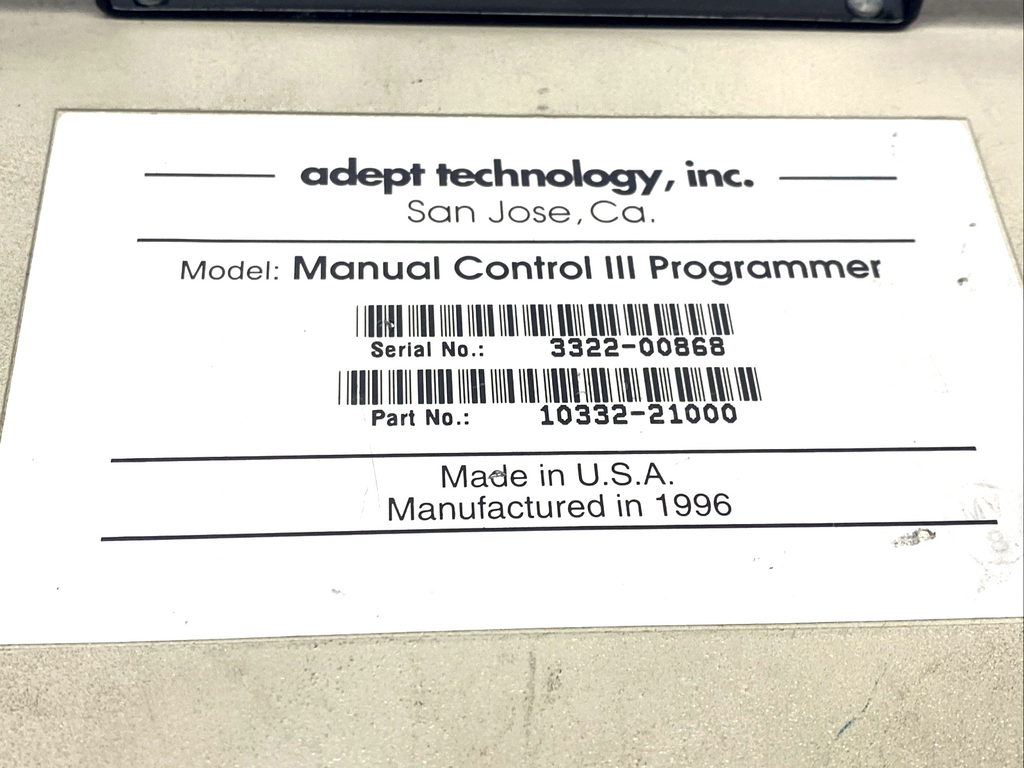 adept technology, inc.
San Jose, Ca.
Model: Manual Control III Programmer
Serial No.: 3322-00868
Part No.: 10332-21000
Made in U.S.A.
Manufactured in 1996